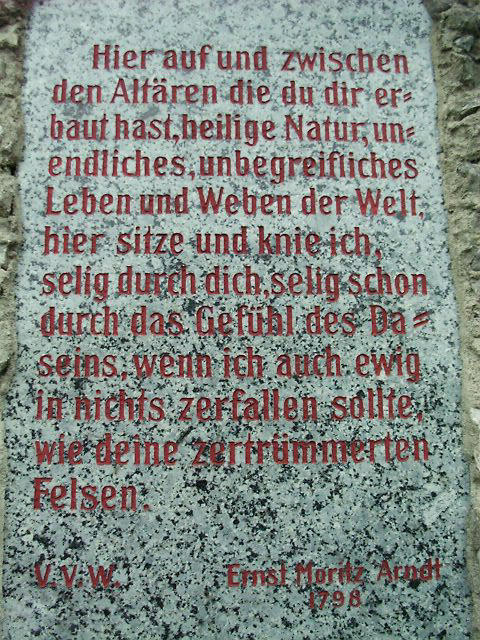 Hier auf und zwischen
den Altären die du dir er=
baut hast, heilige Natur, un=
endliches, unbegreifliches
Leben und Weben der Welt,
hier sitze und knie ich,
selig durch dich, selig schon
durch das Gefühl des Da=
seins, wenn ich auch ewig
in nichts zerfallen sollte,
wie deine zertrümmerten
Felsen.
V.V.W. Ernst Moritz Arndt
1798